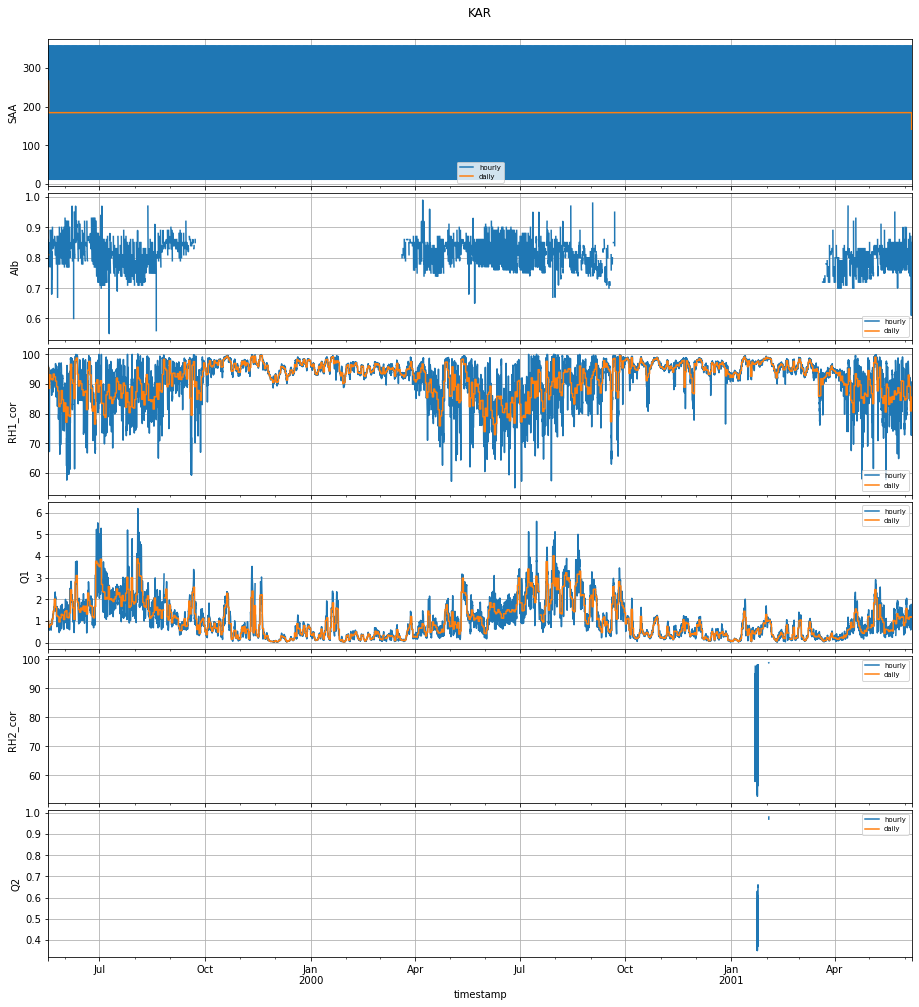 KAR
SAA
300
200
100
0
hourly
daily
Alb
1.0
0.9
0.8
0.7
0.6
hourly
daily
RH1_cor
100
90
80
70
60
hourly
daily
Q1
6
5
4
3
2
1
0
hourly
daily
RH2_cor
100
90
80
70
60
hourly
daily
Q2
1.0
0.9
0.8
0.7
0.6
0.5
0.4
hourly
daily
Jul Oct Jan Apr Jul Oct Jan Apr
2000 2001
timestamp